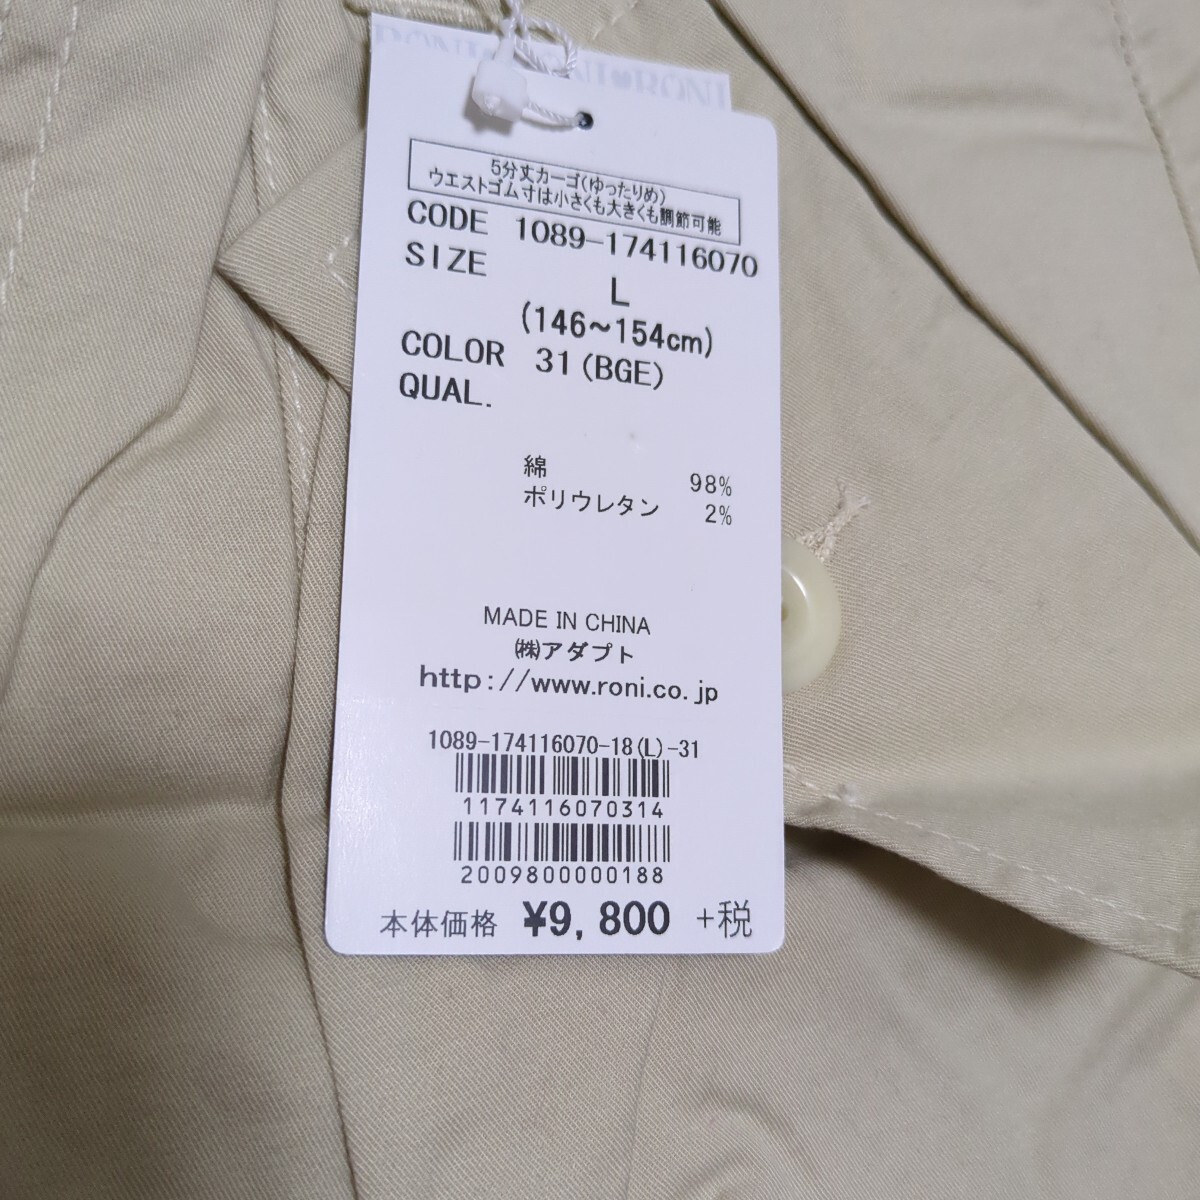 RONI♥RONI♥RONI
5分丈カーゴ(ゆったりめ)
ウエストゴム寸は小さくも大きくも調節可能
CODE 1089-174116070
SIZE L
(146~154cm)
COLOR 31(BGE)
QUAL.
綿 98%
ポリウレタン 2%
MADE IN CHINA
㈱アダプト
http://www.roni.co.jp
1089-174116070-18(L)-31
1174116070314
2009800000188
本体価格 ¥9,800 +税